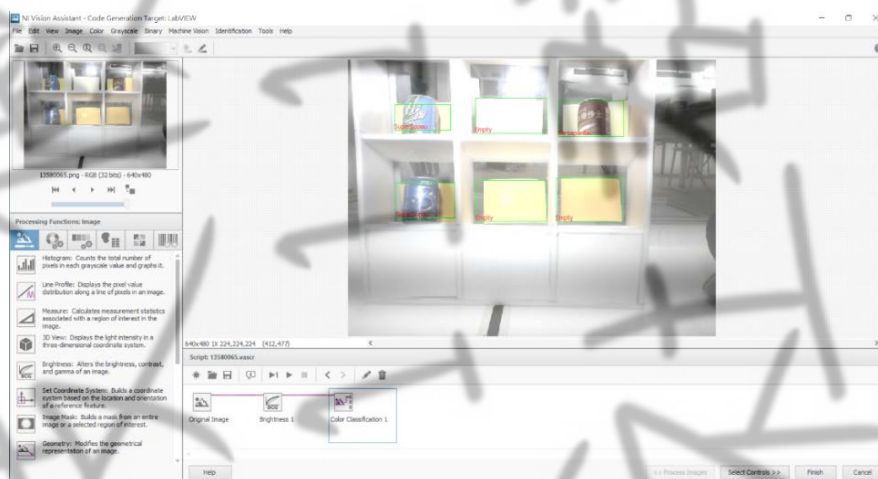 NI Vision Assistant - Code Generation Target: LabVIEW
File Edit View Image Color Grayscale Binary Machine Vision Identification Tools Help
13580065.png - RGB (32 bits) - 640x480
Processing Functions: Image
Histogram: Counts the total number of
pixels in each grayscale value and graphs it.
Line Profile: Displays the pixel value
distribution along a line of pixels in an image.
Measure: Calculates measurement statistics
associated with a region of interest in the
image.
3D View: Displays the light intensity in a
three-dimensional coordinate system.
Brightness: Alters the brightness, contrast,
and gamma of an image.
Set Coordinate System: Builds a coordinate
system based on the location and orientation
of a reference feature.
Image Mask: Builds a mask from an entire
image or a selected region of interest.
Geometry: Modifies the geometrical
representation of an image.
Empty
Empty
Empty
640x480 1X 224,224,224 (412,477)
Script: 13580065.vascr
Original Image
BCG
Brightness 1
Color Classification 1
Help
<< Process Images
Select Controls >>
Finish
Cancel